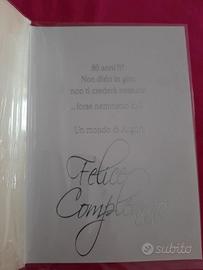 80 anni?!?
Non dirlo in giro
non ti crederà nessuno
...forse nemmeno
Un mondo di Auguri
Felice
Compleanno
subito